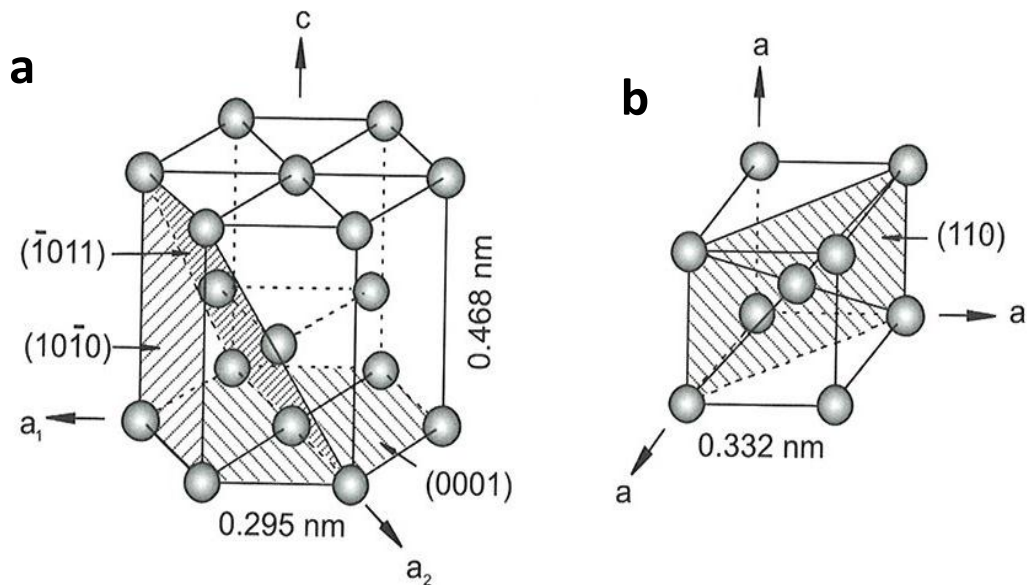 a
c
(1̄011)
(101̄0)
a₁
0.295 nm
a₂
(0001)
0.468 nm
b
a
(110)
a
0.332 nm
a